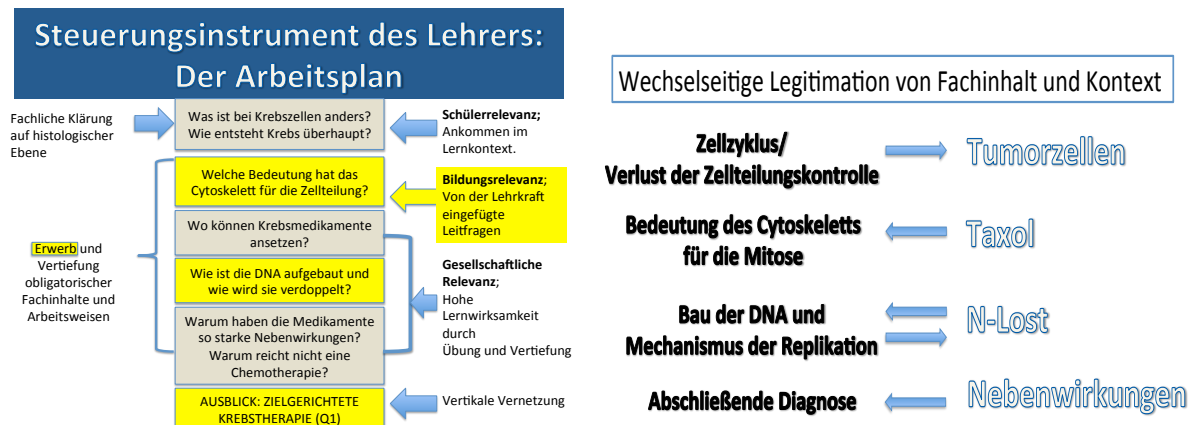 Steuerungsinstrument des Lehrers:
Der Arbeitsplan
Fachliche Klärung
auf histologischer
Ebene
Was ist bei Krebszellen anders?
Wie entsteht Krebs überhaupt?
Schülerrelevanz;
Ankommen im
Lernkontext.
Welche Bedeutung hat das
Cytoskelett für die Zellteilung?
Bildungsrelevanz;
Von der Lehrkraft
eingefügte
Leitfragen
Wo können Krebsmedikamente
ansetzen?
Erwerb und
Vertiefung
obligatorischer
Fachinhalte und
Arbeitsweisen
Wie ist die DNA aufgebaut und
wie wird sie verdoppelt?
Gesellschaftliche
Relevanz;
Hohe
Lernwirksamkeit
durch
Übung und Vertiefung
Warum haben die Medikamente
so starke Nebenwirkungen?
Warum reicht nicht eine
Chemotherapie?
AUSBLICK: ZIELGERICHTETE
KREBSTHERAPIE (Q1)
Vertikale Vernetzung
Wechselseitige Legitimation von Fachinhalt und Kontext
Zellzyklus/
Verlust der Zellteilungskontrolle
Tumorzellen
Bedeutung des Cytoskeletts
für die Mitose
Taxol
Bau der DNA und
Mechanismus der Replikation
N-Lost
Abschließende Diagnose
Nebenwirkungen